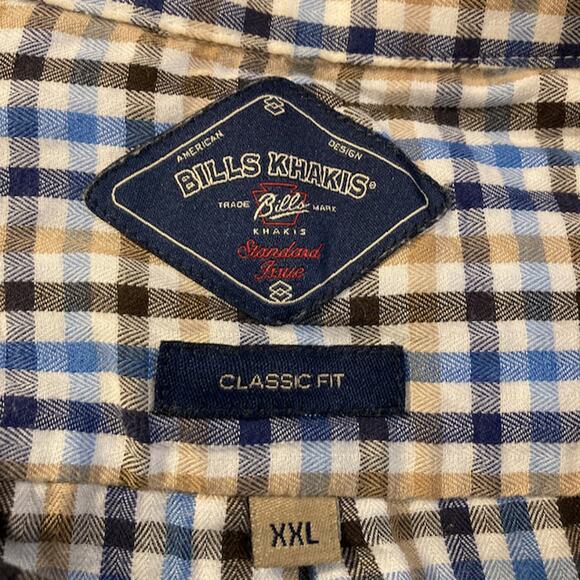 AMERICAN DESIGN
BILLS KHAKIS®
TRADE Bills MARK
KHAKIS
Standard
Issue
CLASSIC FIT
XXL